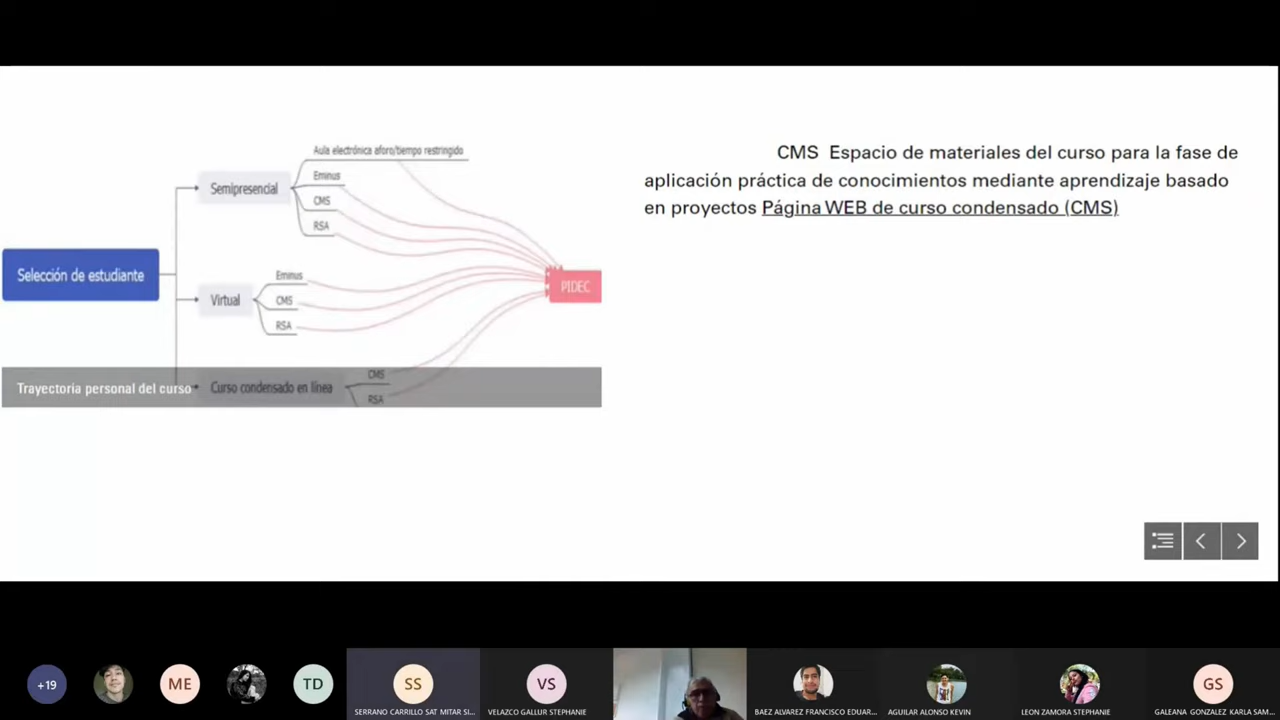 Aula electrónica aforo/tiempo restringido
Semipresencial
Eminus
CMS
RSA
Selección de estudiante
Virtual
Eminus
CMS
RSA
PIDEC
Trayectoria personal del curso
Curso condensado en línea
CMS
RSA
CMS Espacio de materiales del curso para la fase de
aplicación práctica de conocimientos mediante aprendizaje basado
en proyectos Página WEB de curso condensado (CMS)
+19
ME
TD
SS
VS
GS
SERRANO CARRILLO SAT MITAR SI...
VELAZCO GALLUR STEPHANIE
BAEZ ALVAREZ FRANCISCO EDUAR...
AGUILAR ALONSO KEVIN
LEON ZAMORA STEPHANIE
GALEANA GONZALEZ KARLA SAM...